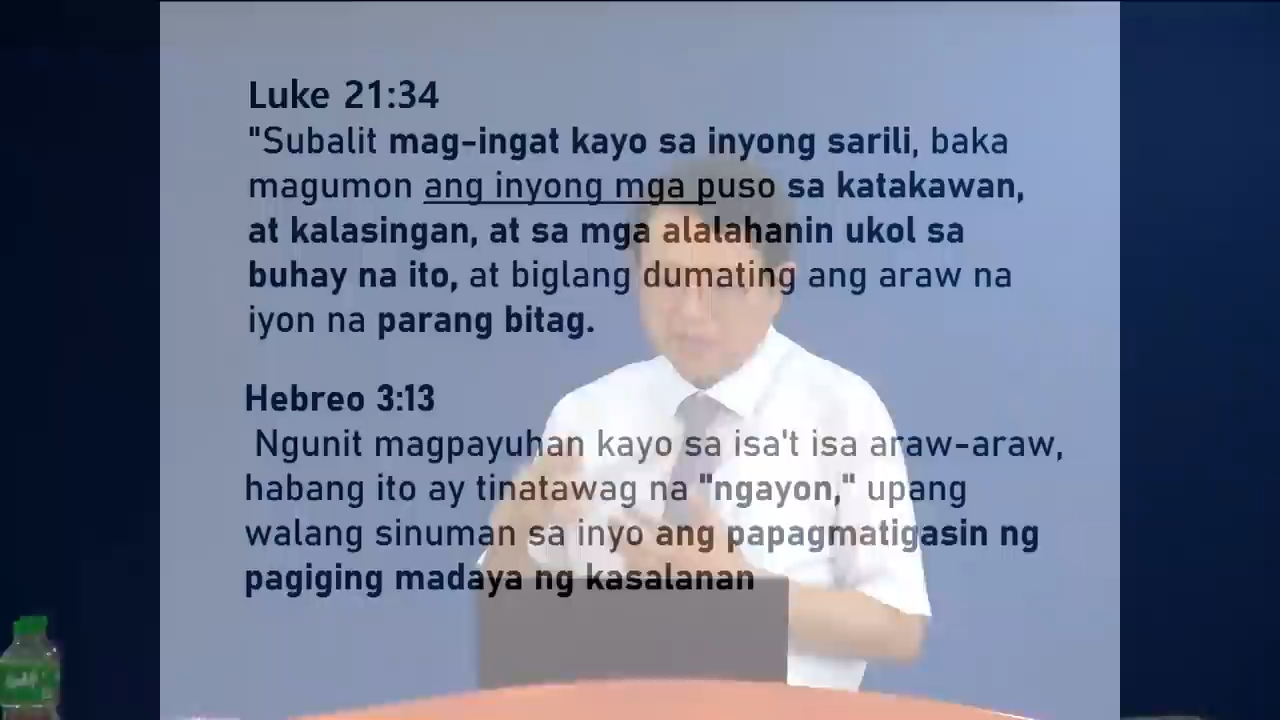 Luke 21:34
"Subalit mag-ingat kayo sa inyong sarili, baka
magumon ang inyong mga puso sa katakawan,
at kalasingan, at sa mga alalahanin ukol sa
buhay na ito, at biglang dumating ang araw na
iyon na parang bitag.
Hebreo 3:13
Ngunit magpayuhan kayo sa isa't isa araw-araw,
habang ito ay tinatawag na "ngayon," upang
walang sinuman sa inyo ang papagmatigasin ng
pagiging madaya ng kasalanan